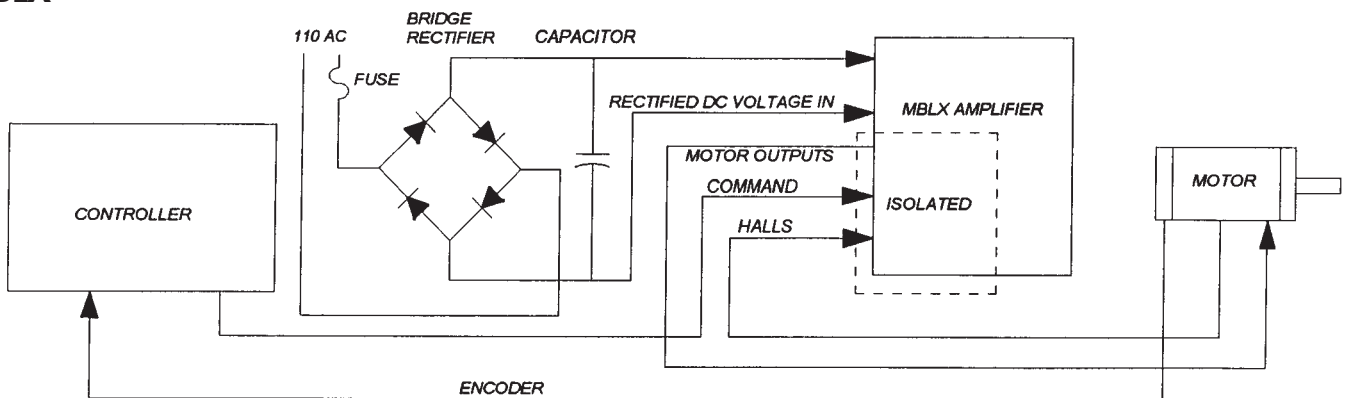 110 AC
BRIDGE
RECTIFIER
CAPACITOR
FUSE
RECTIFIED DC VOLTAGE IN
MBLX AMPLIFIER
MOTOR OUTPUTS
COMMAND
ISOLATED
HALLS
MOTOR
CONTROLLER
ENCODER